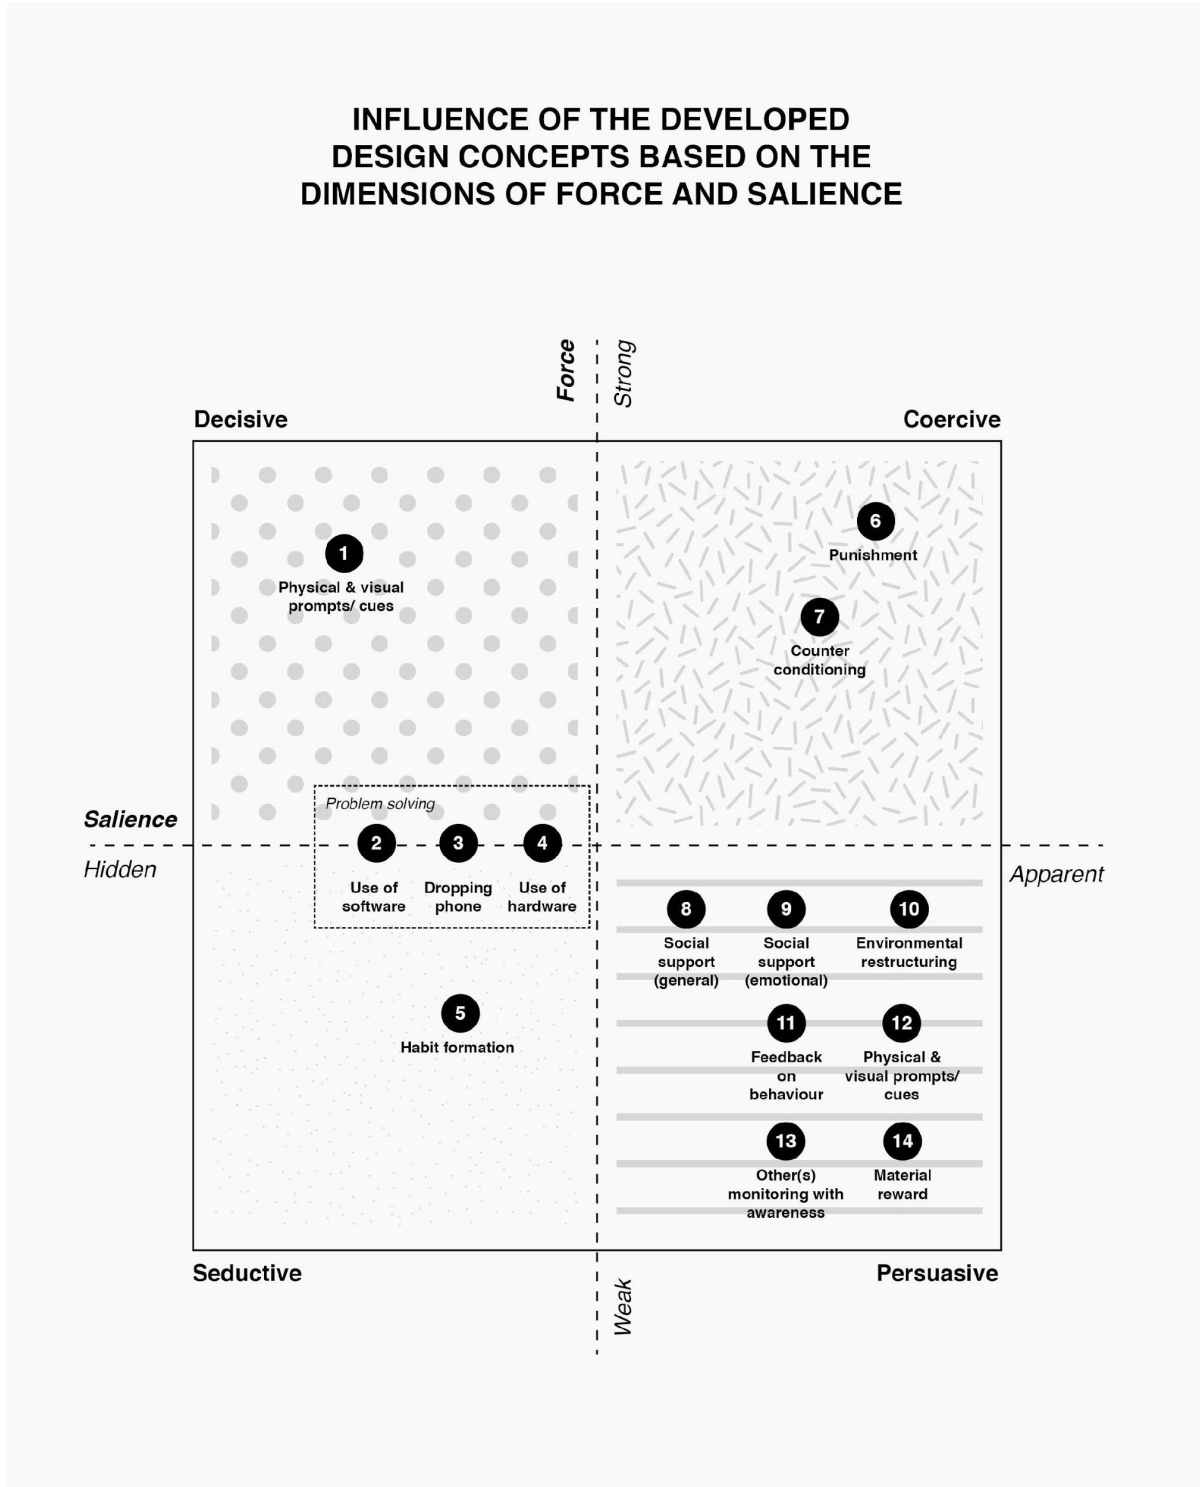 INFLUENCE OF THE DEVELOPED
DESIGN CONCEPTS BASED ON THE
DIMENSIONS OF FORCE AND SALIENCE
Force
Strong
Decisive
Coercive
1
Physical & visual
prompts/ cues
6
Punishment
7
Counter
conditioning
Salience
Hidden
Apparent
Problem solving
2
Use of
software
3
Dropping
phone
4
Use of
hardware
5
Habit formation
8
Social
support
(general)
9
Social
support
(emotional)
10
Environmental
restructuring
11
Feedback
on
behaviour
12
Physical &
visual prompts/
cues
13
Other(s)
monitoring with
awareness
14
Material
reward
Seductive
Persuasive
Weak